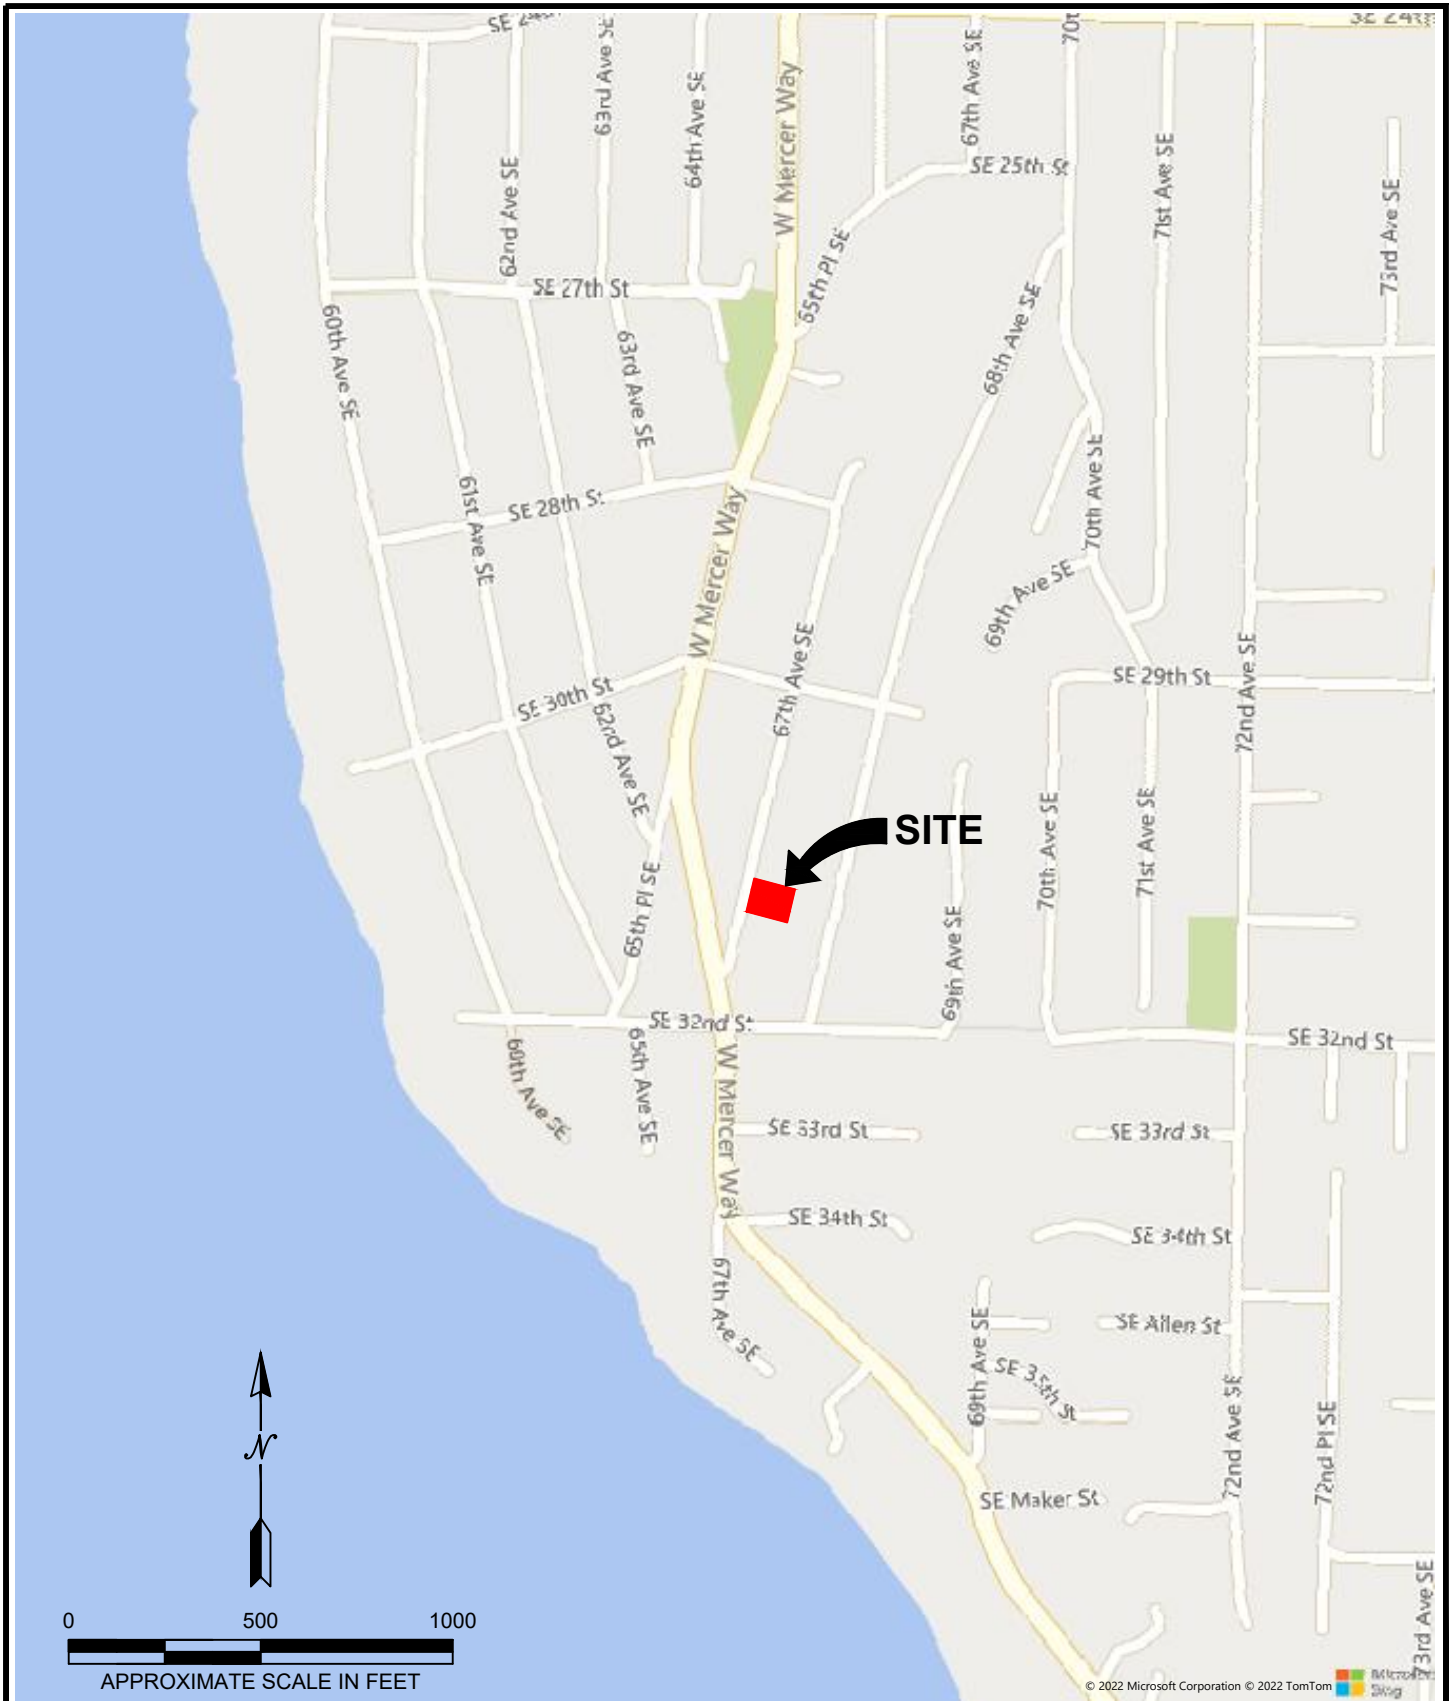 SE 24th
63rd Ave SE
64th Ave SE
W Mercer Way
67th Ave SE
SE 24th
62nd Ave SE
SE 25th St
71st Ave SE
73rd Ave SE
SE 27th St
65th Pl SE
60th Ave SE
63rd Ave SE
68th Ave SE
61st Ave SE
SE 28th St
W Mercer Way
70th Ave SE
69th Ave SE
67th Ave SE
72nd Ave SE
SE 29th St
SE 30th St
62nd Ave SE
SITE
65th Pl SE
70th Ave SE
71st Ave SE
69th Ave SE
SE 32nd St
SE 32nd St
60th Ave SE
65th Ave SE
W Mercer Way
SE 33rd St
SE 33rd St
SE 34th St
SE 34th St
67th Ave SE
69th Ave SE
SE Allen St
SE 35th St
72nd Ave SE
72nd Pl SE
SE Maker St
73rd Ave SE
N
0 500 1000
APPROXIMATE SCALE IN FEET
© 2022 Microsoft Corporation © 2022 TomTom